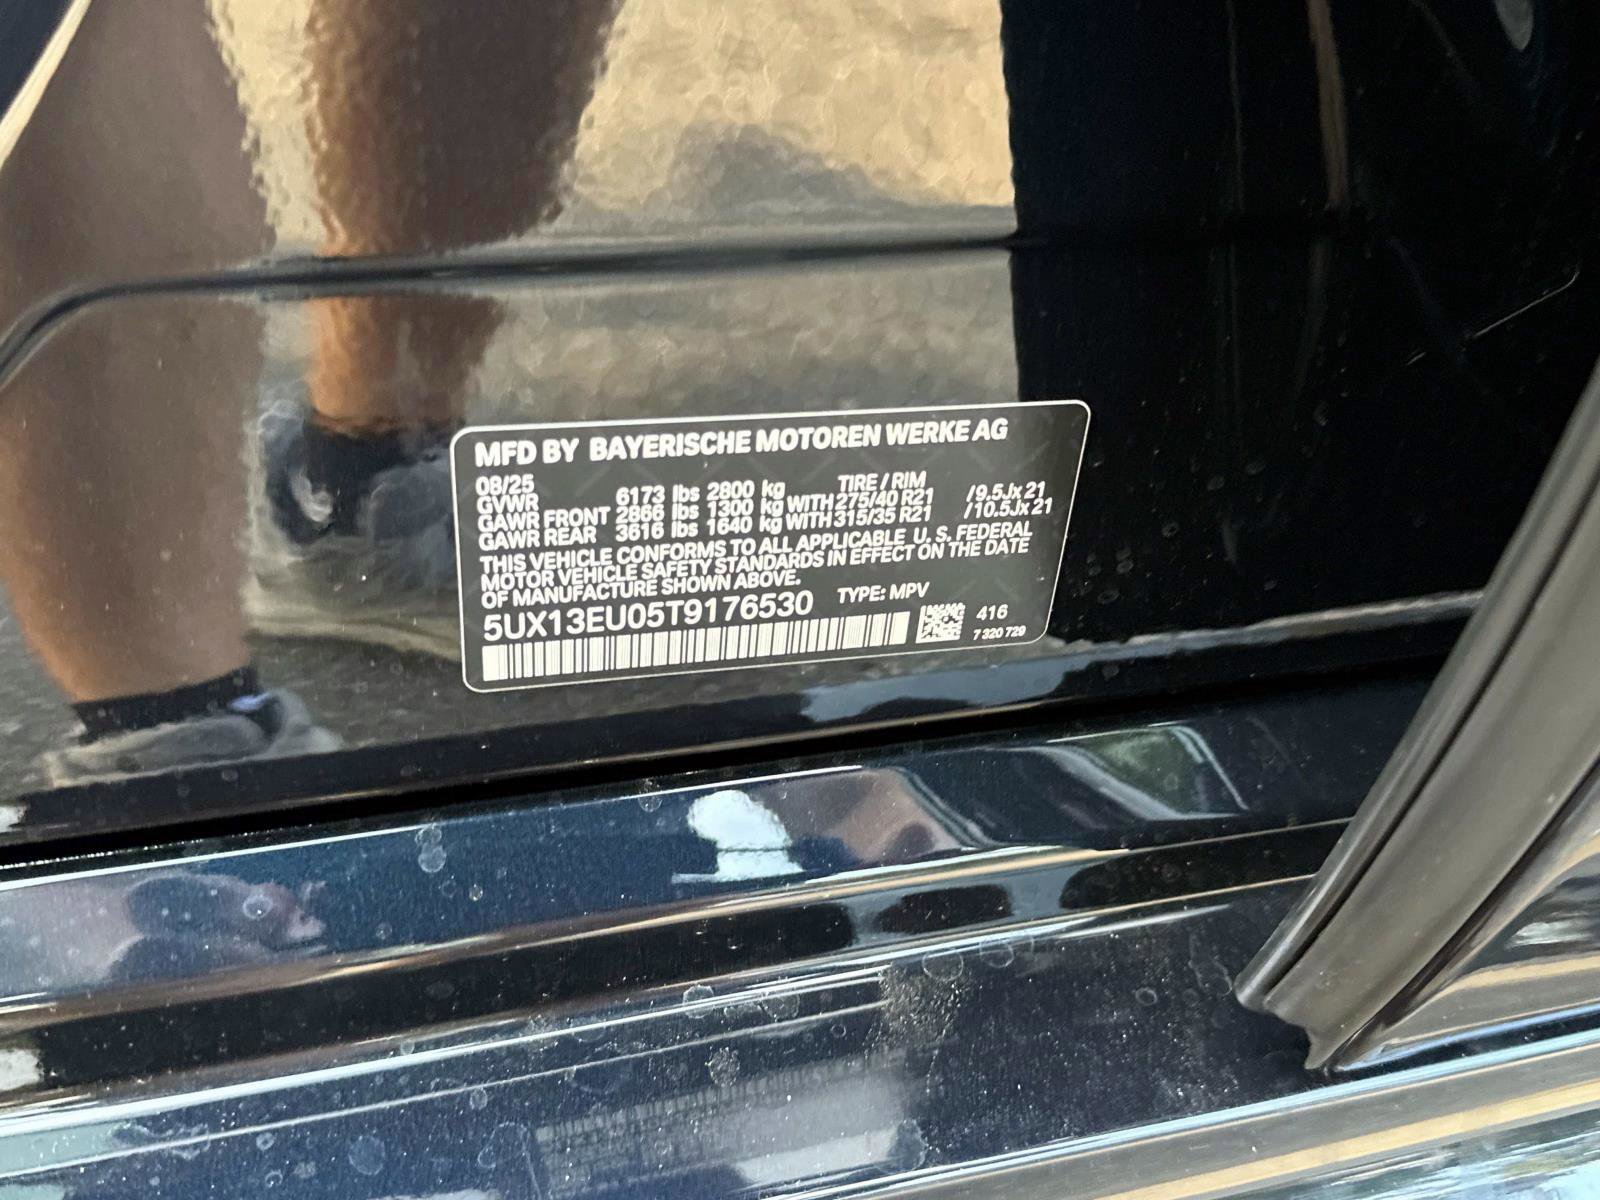 MFD BY BAYERISCHE MOTOREN WERKE AG
08/25 TIRE / RIM
GVWR 6173 lbs 2800 kg
GAWR FRONT 2866 lbs 1300 kg WITH 275/40 R21 /9.5Jx21
GAWR REAR 3616 lbs 1640 kg WITH 315/35 R21 /10.5Jx21
THIS VEHICLE CONFORMS TO ALL APPLICABLE U. S. FEDERAL
MOTOR VEHICLE SAFETY STANDARDS IN EFFECT ON THE DATE
OF MANUFACTURE SHOWN ABOVE.
5UX13EU05T9176530 TYPE: MPV
416
7 320 729